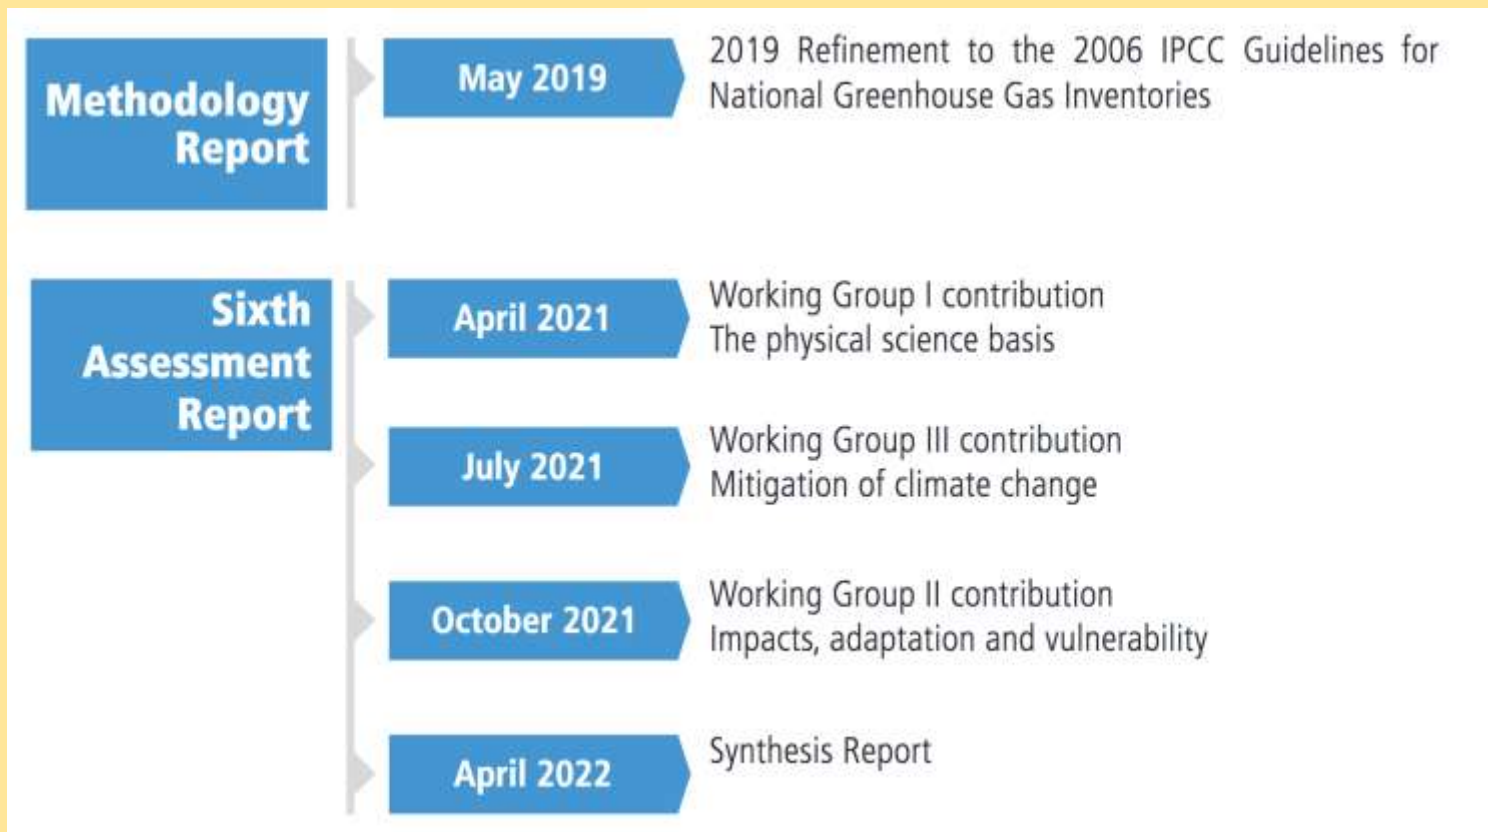 Methodology
Report
May 2019
2019 Refinement to the 2006 IPCC Guidelines for
National Greenhouse Gas Inventories
Sixth
Assessment
Report
April 2021
Working Group I contribution
The physical science basis
July 2021
Working Group III contribution
Mitigation of climate change
October 2021
Working Group II contribution
Impacts, adaptation and vulnerability
April 2022
Synthesis Report